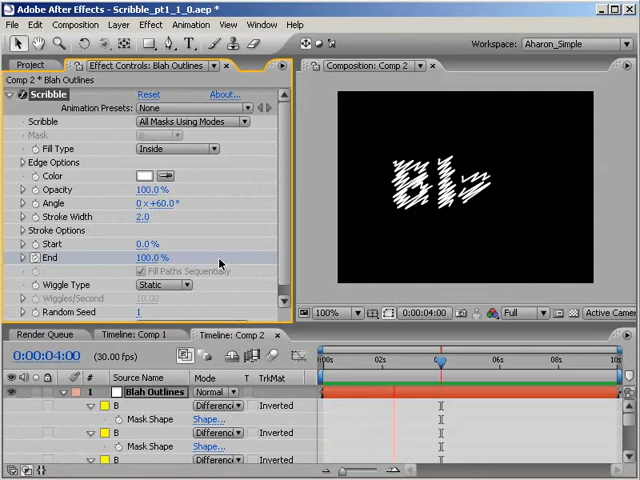 Adobe After Effects - Scribble_pt1_1_0.aep *
File Edit Composition Layer Effect Animation View Window Help
Workspace: Aharon_Simple
Project Effect Controls: Blah Outlines Composition: Comp 2
Comp 2 * Blah Outlines
Scribble Reset About...
Animation Presets: None
Scribble All Masks Using Modes
Mask B
Fill Type Inside
Edge Options
Color
Opacity 100.0 %
Angle 0 x +60.0 °
Stroke Width 2.0
Stroke Options
Start 0.0 %
End 100.0 %
Fill Paths Sequentially
Wiggle Type Static
Wiggles/Second 10.00
Random Seed 1
100% 0:00:04:00 Full Active Camer
Render Queue Timeline: Comp 1 Timeline: Comp 2
0:00:04:00 (30.00 fps)
:00s 02s 06s 08s 10s
# Source Name Mode T TrkMat
1 Blah Outlines Normal
B Differenc Inverted
Mask Shape Shape...
B Differenc Inverted
Mask Shape Shape...
B Differenc Inverted